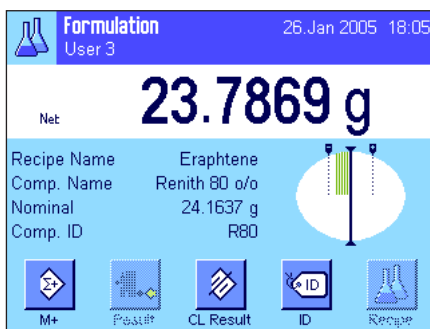 Formulation 26.Jan 2005 18:05
User 3
Net 23.7869 g
Recipe Name Eraphtene
Comp. Name Renith 80 o/o
Nominal 24.1637 g
Comp. ID R80
Σ+ ID
M+ Result CL Result ID Recipe